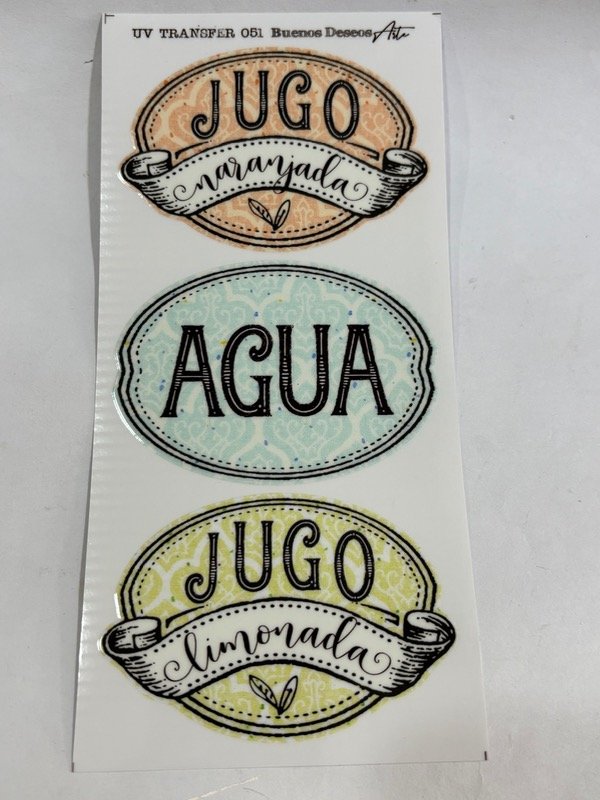 UV TRANSFER 051 Buenos Deseos Arte
JUGO
naranjada
AGUA
JUGO
limonada